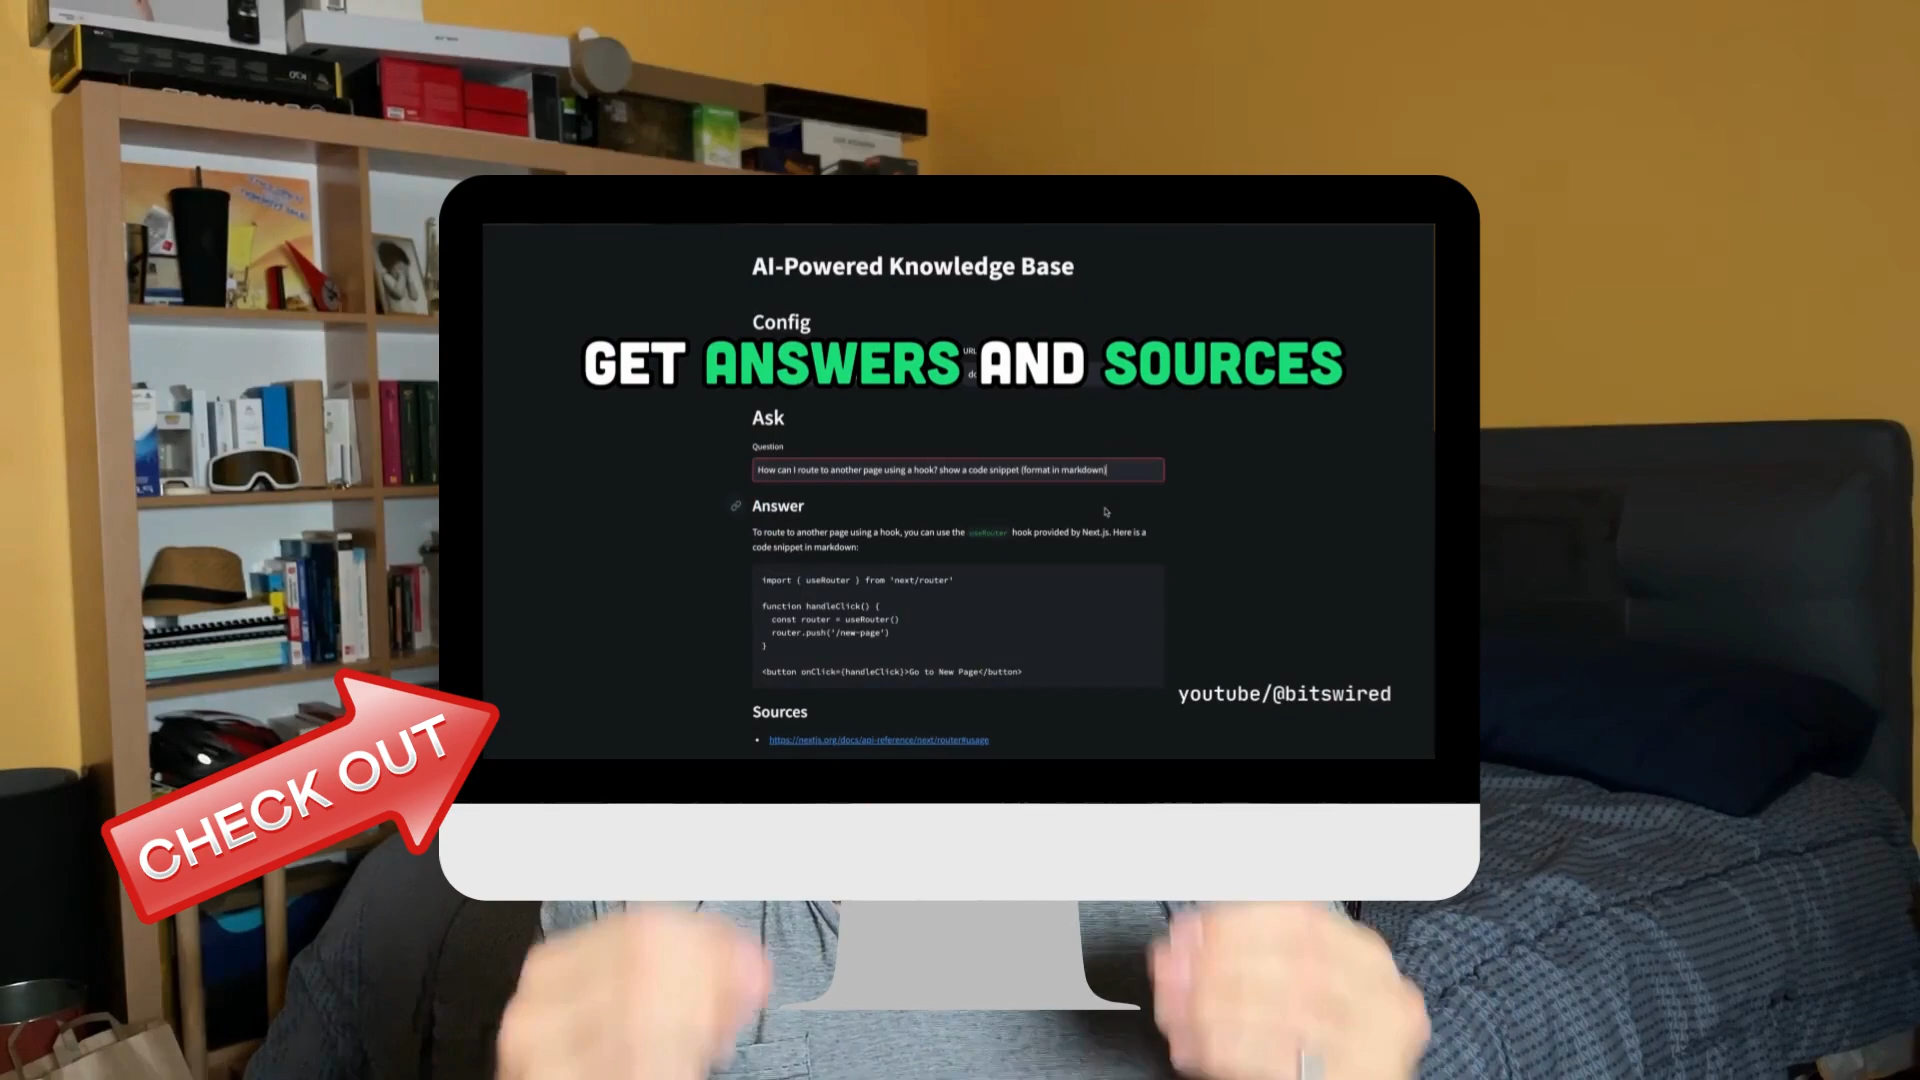 AI-Powered Knowledge Base
Config
URL
GET ANSWERS AND SOURCES
do
Ask
Question
How can I route to another page using a hook? show a code snippet (format in markdown)
Answer
To route to another page using a hook, you can use the useRouter hook provided by Next.js. Here is a
code snippet in markdown:
import { useRouter } from 'next/router'
function handleClick() {
const router = useRouter()
router.push('/new-page')
}
<button onClick={handleClick}>Go to New Page</button>
youtube/@bitswired
Sources
https://nextjs.org/docs/api-reference/next/router#usage
CHECK OUT